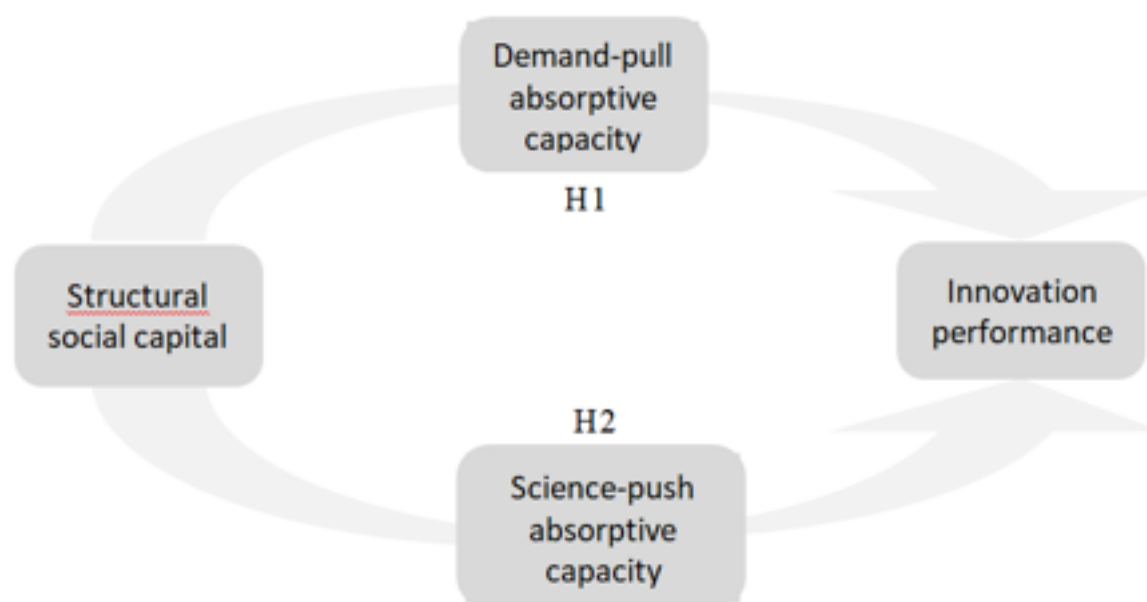 Demand-pull
absorptive
capacity
H1
Structural
social capital
Innovation
performance
H2
Science-push
absorptive
capacity